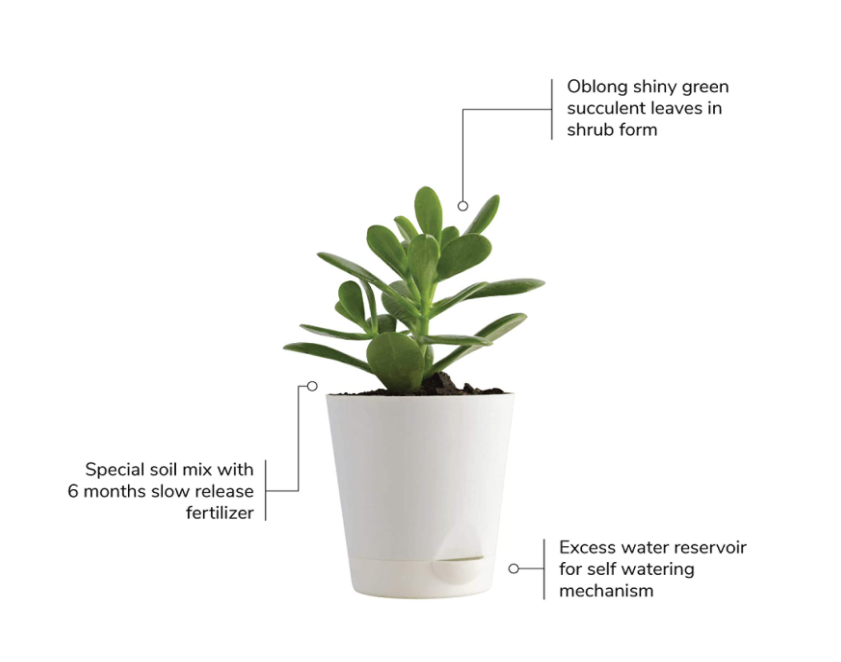 Oblong shiny green
succulent leaves in
shrub form
Special soil mix with
6 months slow release
fertilizer
Excess water reservoir
for self watering
mechanism